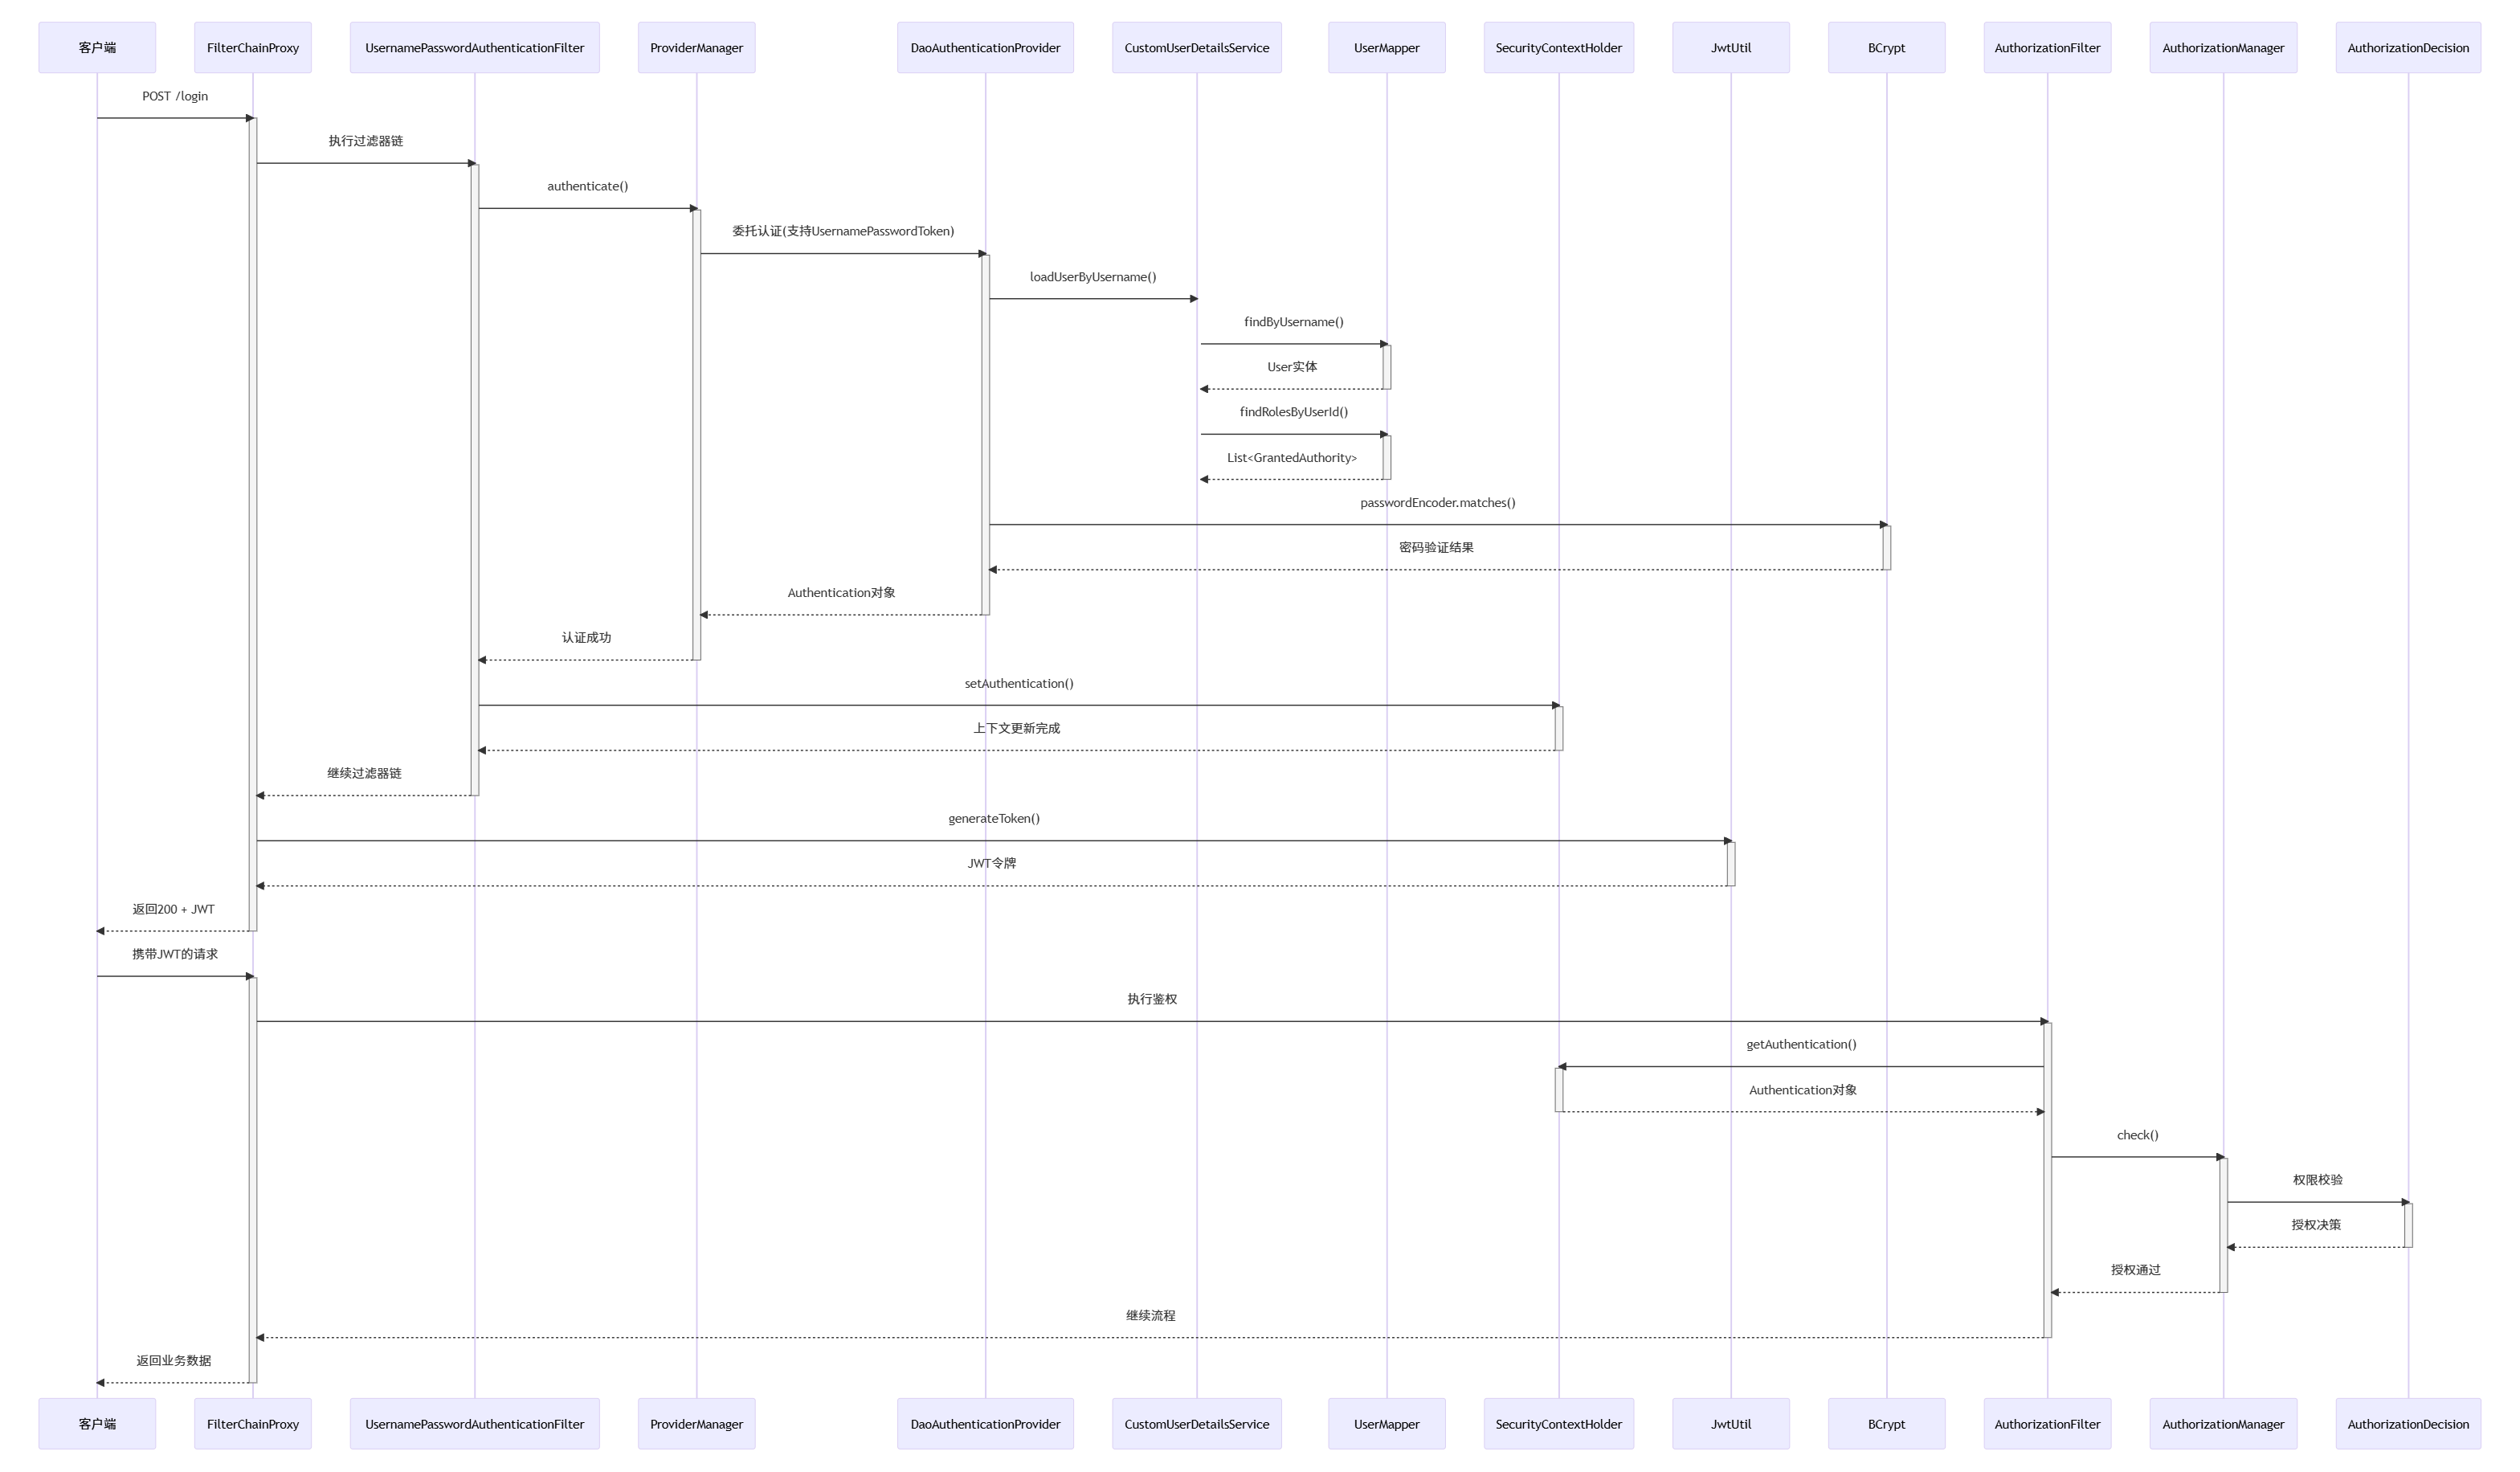 客户端
FilterChainProxy
UsernamePasswordAuthenticationFilter
ProviderManager
DaoAuthenticationProvider
CustomUserDetailsService
UserMapper
SecurityContextHolder
JwtUtil
BCrypt
AuthorizationFilter
AuthorizationManager
AuthorizationDecision
POST /login
执行过滤器链
authenticate()
委托认证(支持UsernamePasswordToken)
loadUserByUsername()
findByUsername()
User实体
findRolesByUserId()
List<GrantedAuthority>
passwordEncoder.matches()
密码验证结果
Authentication对象
认证成功
setAuthentication()
上下文更新完成
继续过滤器链
generateToken()
JWT令牌
返回200 + JWT
携带JWT的请求
执行鉴权
getAuthentication()
Authentication对象
check()
权限校验
授权决策
授权通过
继续流程
返回业务数据
客户端
FilterChainProxy
UsernamePasswordAuthenticationFilter
ProviderManager
DaoAuthenticationProvider
CustomUserDetailsService
UserMapper
SecurityContextHolder
JwtUtil
BCrypt
AuthorizationFilter
AuthorizationManager
AuthorizationDecision